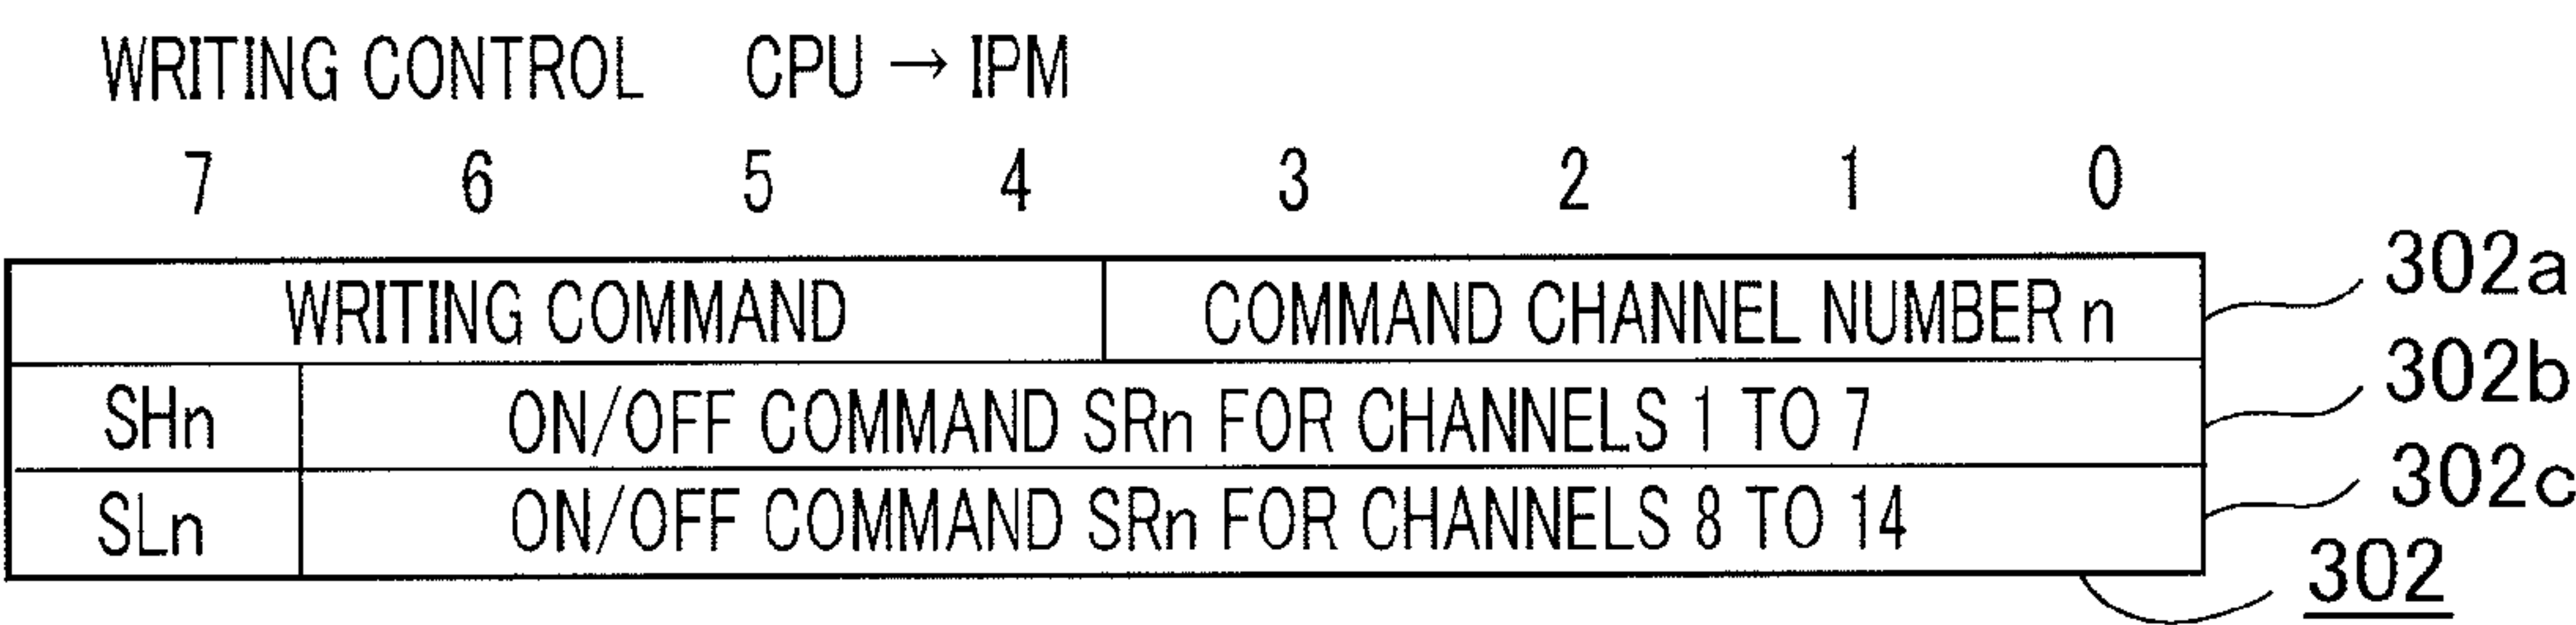 WRITING CONTROL CPU → IPM
7 6 5 4 3 2 1 0
WRITING COMMAND COMMAND CHANNEL NUMBER n 302a
SHn ON/OFF COMMAND SRn FOR CHANNELS 1 TO 7 302b
SLn ON/OFF COMMAND SRn FOR CHANNELS 8 TO 14 302c
302